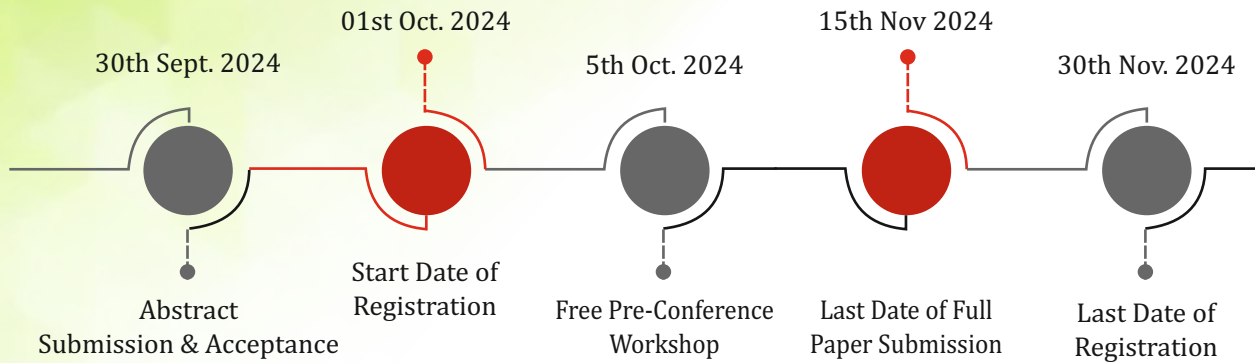 30th Sept. 2024
Abstract
Submission & Acceptance
01st Oct. 2024
Start Date of
Registration
5th Oct. 2024
Free Pre-Conference
Workshop
15th Nov 2024
Last Date of Full
Paper Submission
30th Nov. 2024
Last Date of
Registration